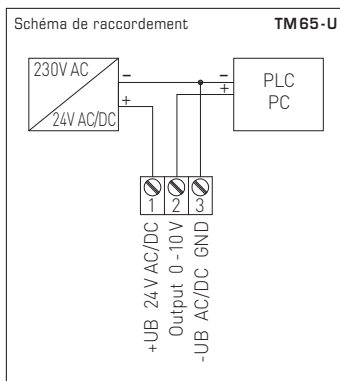 Schéma de raccordement TM65-U
230V AC
24V AC/DC
–
+
–
+
PLC
PC
1 2 3
+UB 24V AC/DC
Output 0-10V
-UB AC/DC GND